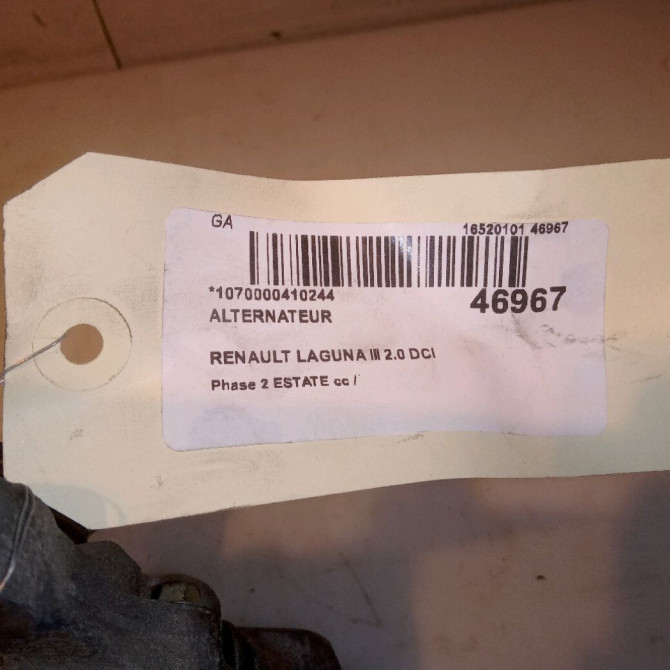 GA
16520101 46967
*1070000410244
46967
ALTERNATEUR
RENAULT LAGUNA III 2.0 DCI
Phase 2 ESTATE cc /